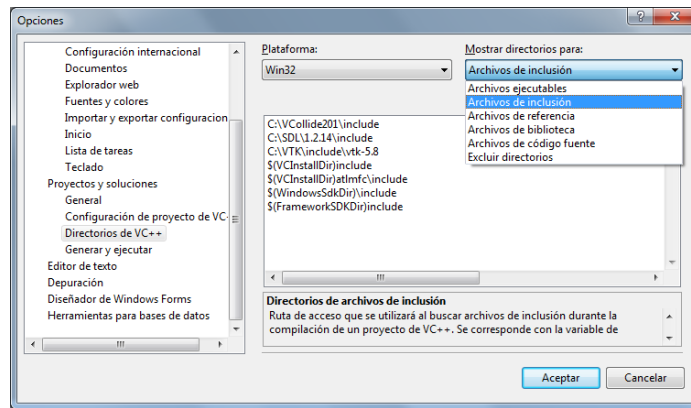 Opciones
Configuración internacional
Documentos
Explorador web
Fuentes y colores
Importar y exportar configuracion
Inicio
Lista de tareas
Teclado
Proyectos y soluciones
General
Configuración de proyecto de VC-
Directorios de VC++
Generar y ejecutar
Editor de texto
Depuración
Diseñador de Windows Forms
Herramientas para bases de datos
Plataforma:
Win32
Mostrar directorios para:
Archivos de inclusión
Archivos ejecutables
Archivos de inclusión
Archivos de referencia
Archivos de biblioteca
Archivos de código fuente
Excluir directorios
C:\VCollide201\include
C:\SDL\1.2.14\include
C:\VTK\include\vtk-5.8
$(VCInstallDir)include
$(VCInstallDir)atlmfc\include
$(WindowsSdkDir)\include
$(FrameworkSDKDir)include
Directorios de archivos de inclusión
Ruta de acceso que se utilizará al buscar archivos de inclusión durante la
compilación de un proyecto de VC++. Se corresponde con la variable de
Aceptar
Cancelar